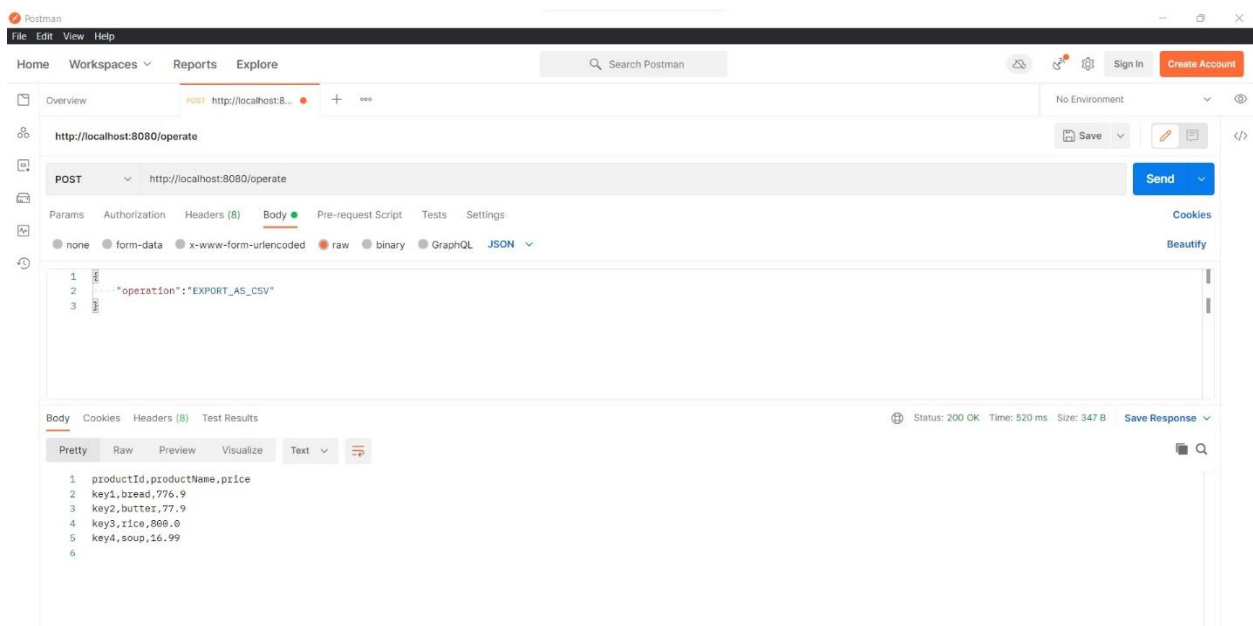 Postman
File Edit View Help
Home Workspaces Reports Explore Search Postman Sign In Create Account
Overview POST http://localhost:8... No Environment
http://localhost:8080/operate Save
POST http://localhost:8080/operate Send
Params Authorization Headers (8) Body Pre-request Script Tests Settings Cookies
none form-data x-www-form-urlencoded raw binary GraphQL JSON Beautify
1 {
2 "operation":"EXPORT_AS_CSV"
3 }
Body Cookies Headers (8) Test Results Status: 200 OK Time: 520 ms Size: 347 B Save Response
Pretty Raw Preview Visualize Text
1 productId,productName,price
2 key1,bread,776.9
3 key2,butter,77.9
4 key3,rice,800.0
5 key4,soup,16.99
6